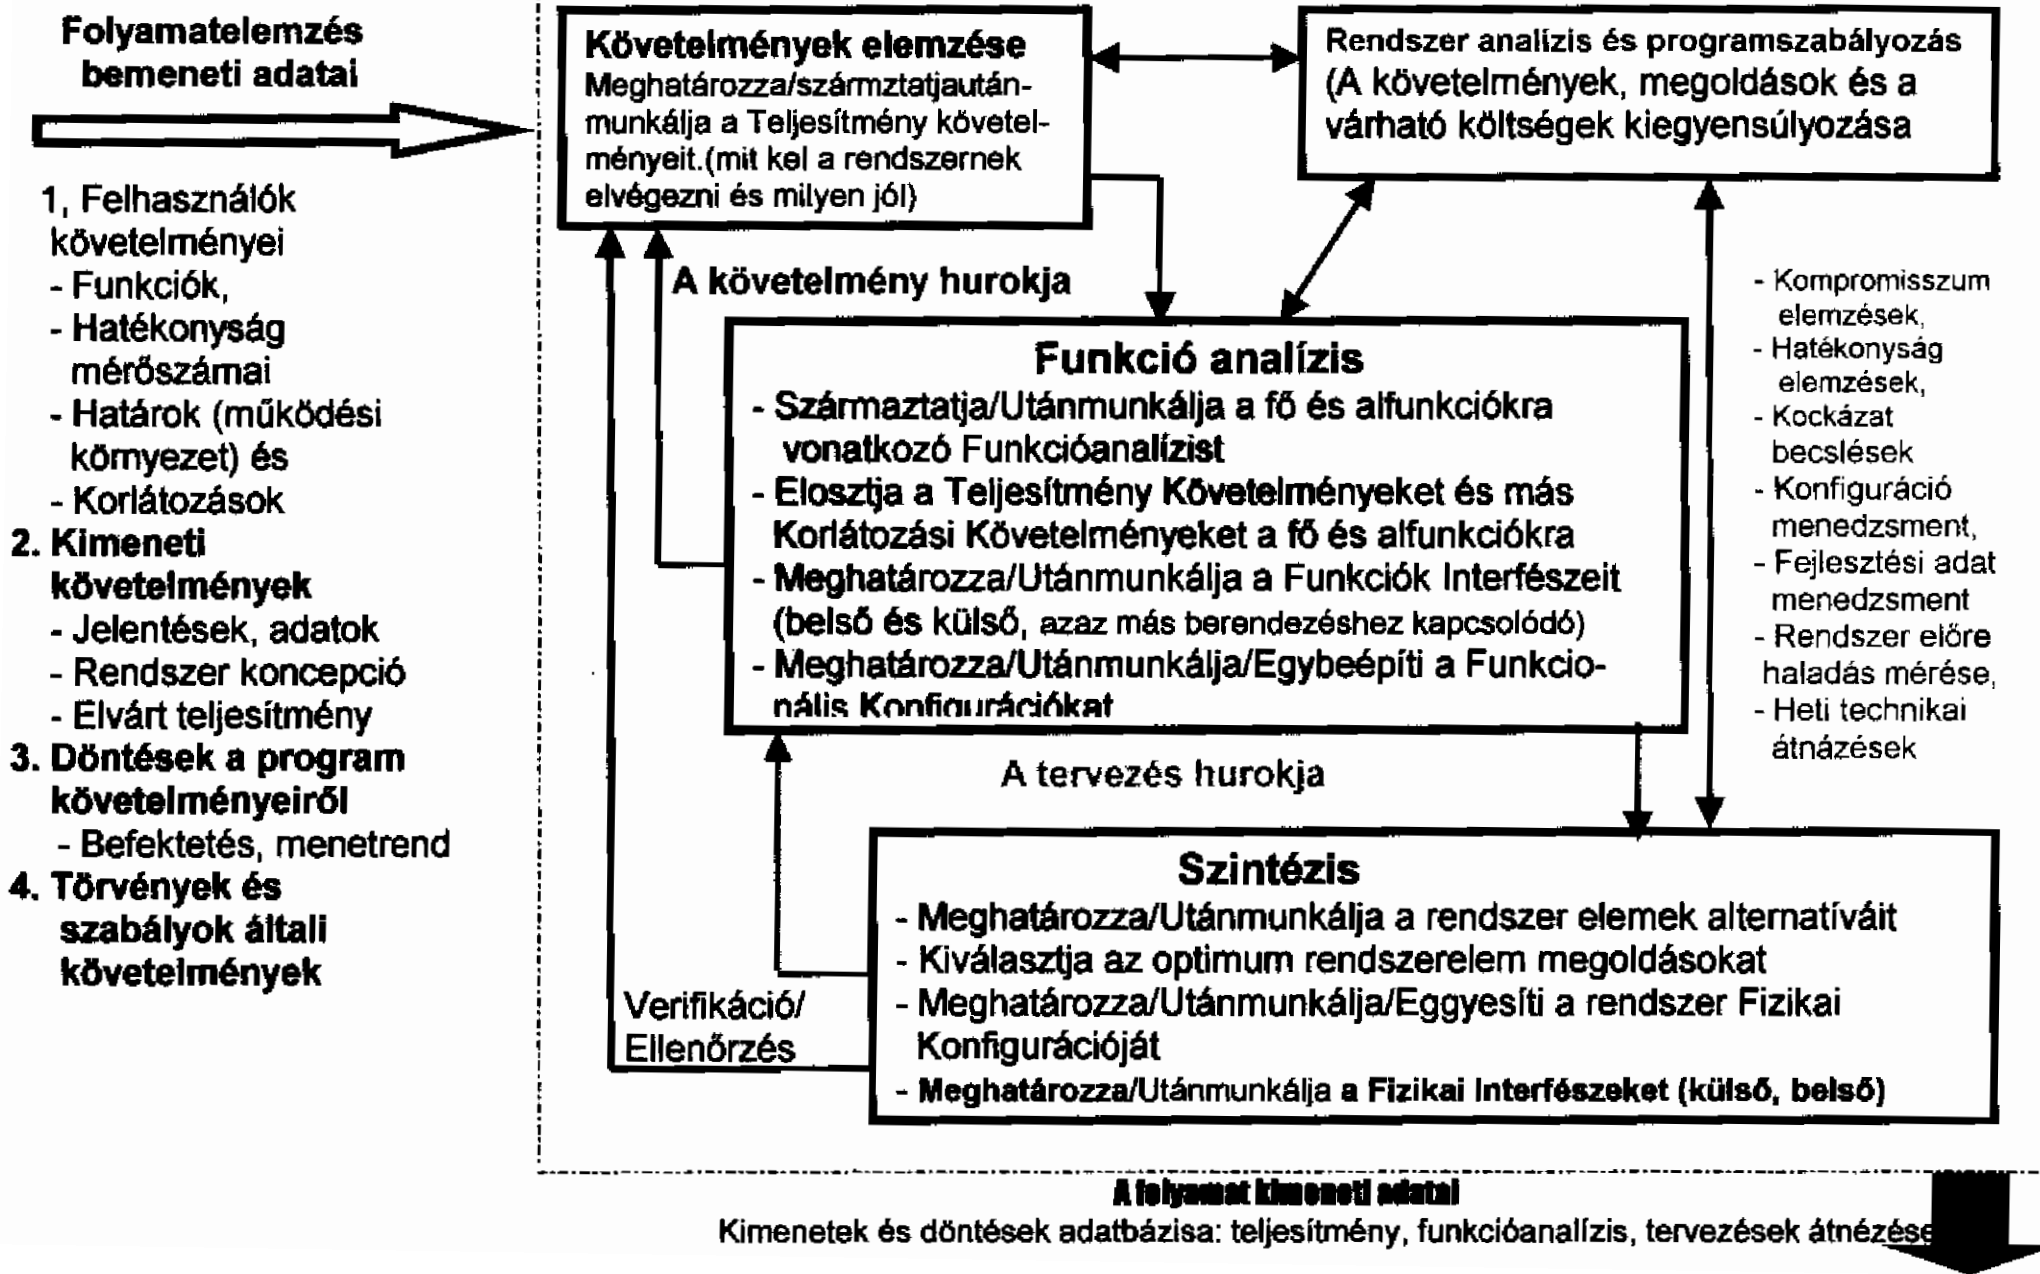 Folyamatelemzés
bemeneti adatai
1, Felhasználók
követelményei
- Funkciók,
- Hatékonyság
mérőszámai
- Határok (működési
környezet) és
- Korlátozások
2. Kimeneti
követelmények
- Jelentések, adatok
- Rendszer koncepció
- Elvárt teljesítmény
3. Döntések a program
követelményeiről
- Befektetés, menetrend
4. Törvények és
szabályok általi
követelmények
Követelmények elemzése
Meghatározza/szármztatjaután-
munkálja a Teljesítmény követel-
ményeit.(mit kel a rendszernek
elvégezni és milyen jól)
Rendszer analízis és programszabályozás
(A követelmények, megoldások és a
várható költségek kiegyensúlyozása
A követelmény hurokja
Funkció analízis
- Származtatja/Utánmunkálja a fő és alfunkciókra
vonatkozó Funkcióanalízist
- Elosztja a Teljesítmény Követelményeket és más
Korlátozási Követelményeket a fő és alfunkciókra
- Meghatározza/Utánmunkálja a Funkciók Interfészeit
(belső és külső, azaz más berendezéshez kapcsolódó)
- Meghatározza/Utánmunkálja/Egybeépíti a Funkcio-
nális Konfigurációkat
- Kompromisszum
elemzések,
- Hatékonyság
elemzések,
- Kockázat
becslések
- Konfiguráció
menedzsment,
- Fejlesztési adat
menedzsment
- Rendszer előre
haladás mérése,
- Heti technikai
átnázések
A tervezés hurokja
Szintézis
- Meghatározza/Utánmunkálja a rendszer elemek alternatíváit
- Kiválasztja az optimum rendszerelem megoldásokat
- Meghatározza/Utánmunkálja/Eggyesíti a rendszer Fizikai
Konfigurációját
- Meghatározza/Utánmunkálja a Fizikai Interfészeket (külső, belső)
Verifikáció/
Ellenőrzés
A folyamat kimeneti adatai
Kimenetek és döntések adatbázisa: teljesítmény, funkcióanallízis, tervezések átnézése